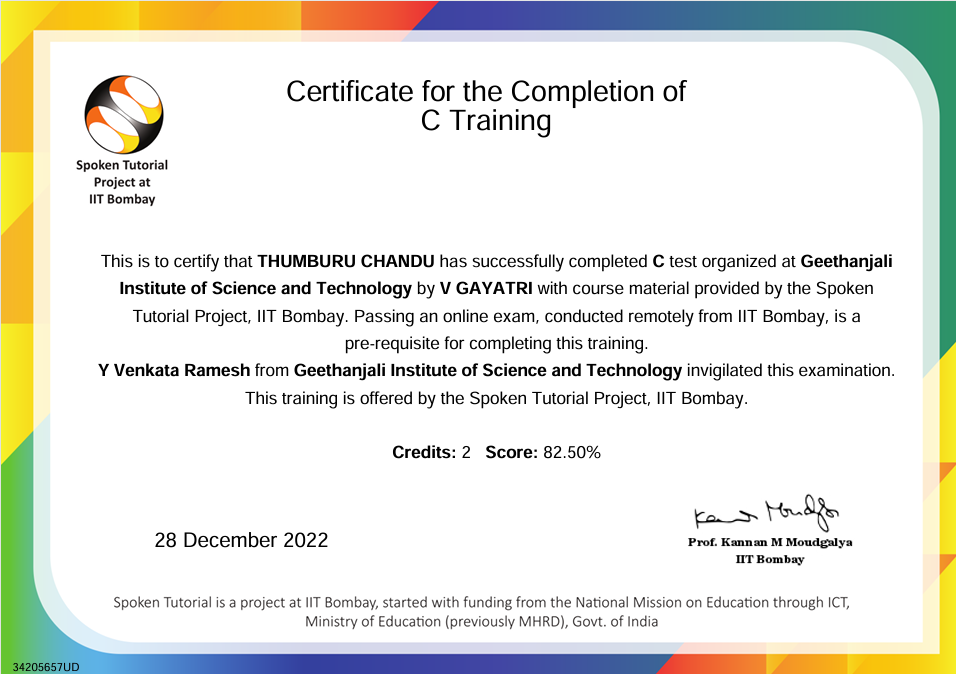 Certificate for the Completion of
C Training
Spoken Tutorial
Project at
IIT Bombay
This is to certify that THUMBURU CHANDU has successfully completed C test organized at Geethanjali
Institute of Science and Technology by V GAYATRI with course material provided by the Spoken
Tutorial Project, IIT Bombay. Passing an online exam, conducted remotely from IIT Bombay, is a
pre-requisite for completing this training.
Y Venkata Ramesh from Geethanjali Institute of Science and Technology invigilated this examination.
This training is offered by the Spoken Tutorial Project, IIT Bombay.
Credits: 2 Score: 82.50%
28 December 2022
Kannan Moudgalya
Prof. Kannan M Moudgalya
IIT Bombay
Spoken Tutorial is a project at IIT Bombay, started with funding from the National Mission on Education through ICT,
Ministry of Education (previously MHRD), Govt. of India
34205657UD